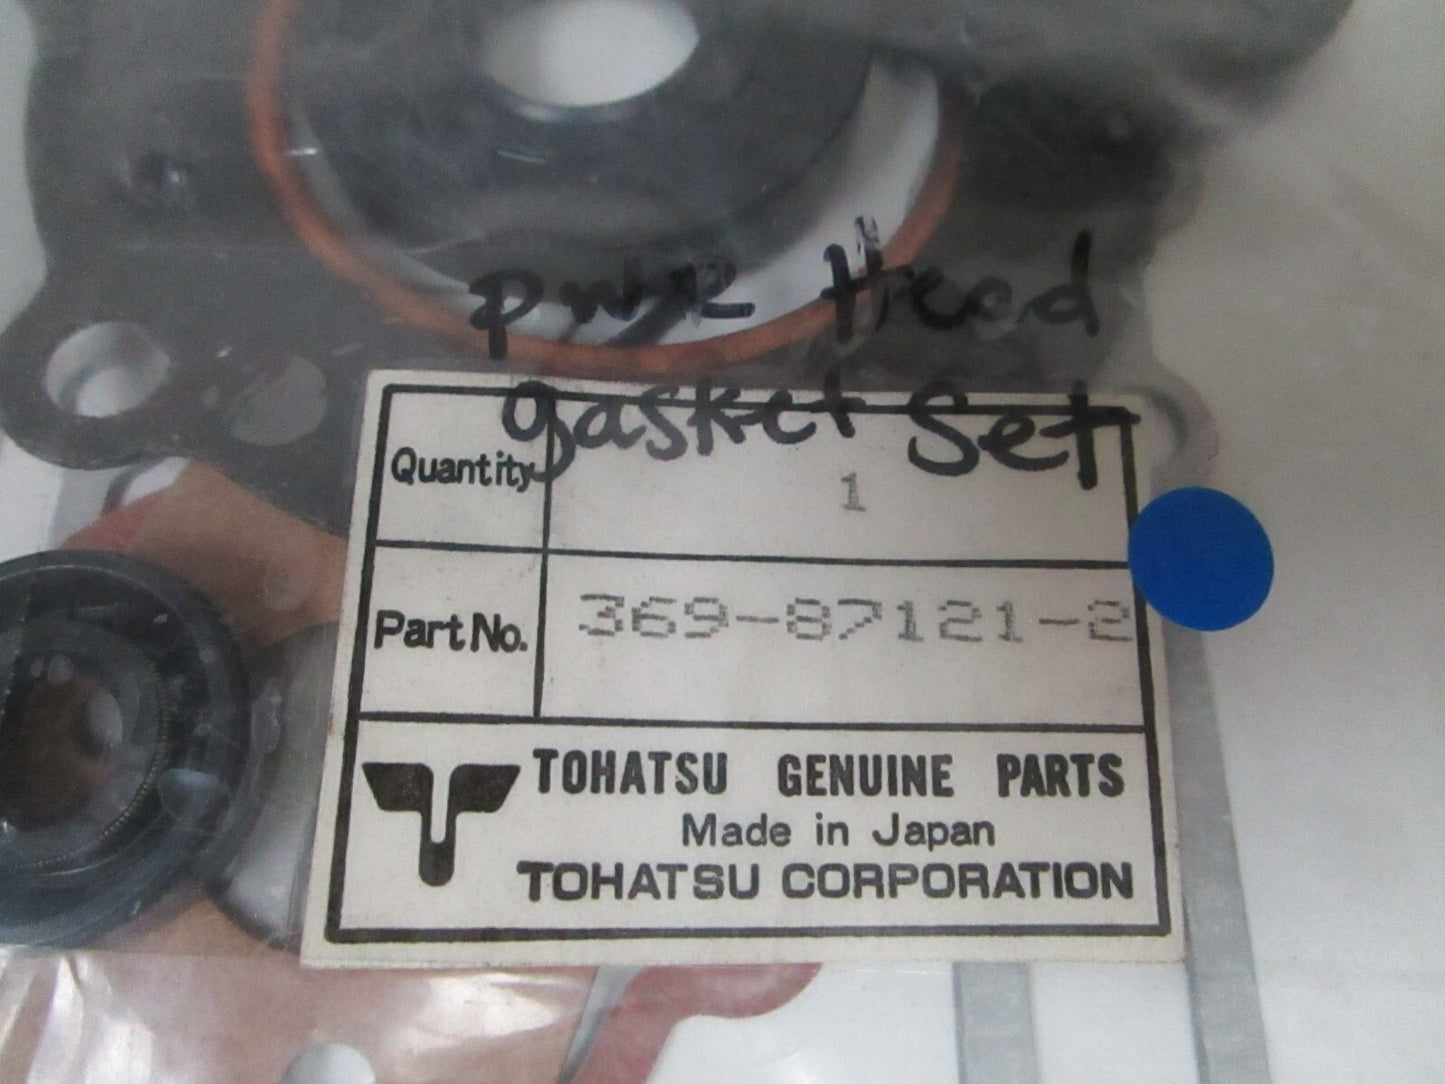 pwr Head
gasket Set
Quantity 1
Part No. 369-87121-2
TOHATSU GENUINE PARTS
Made in Japan
TOHATSU CORPORATION